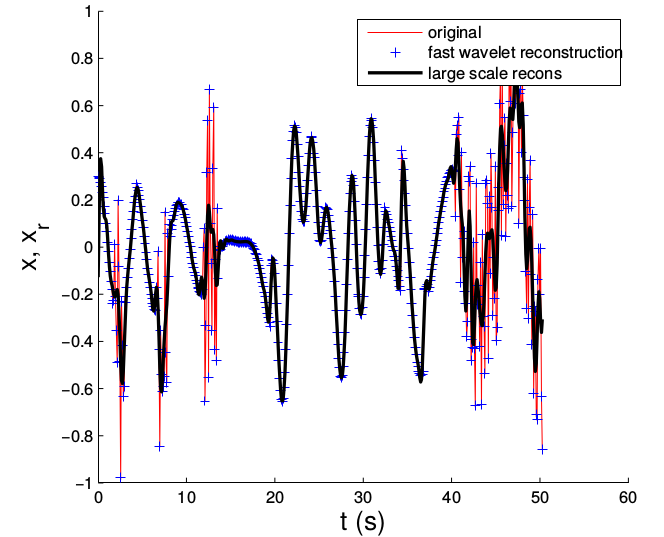 1
0.8
0.6
0.4
0.2
0
−0.2
−0.4
−0.6
−0.8
−1
x, x_r
original
fast wavelet reconstruction
large scale recons
0 10 20 30 40 50 60
t (s)